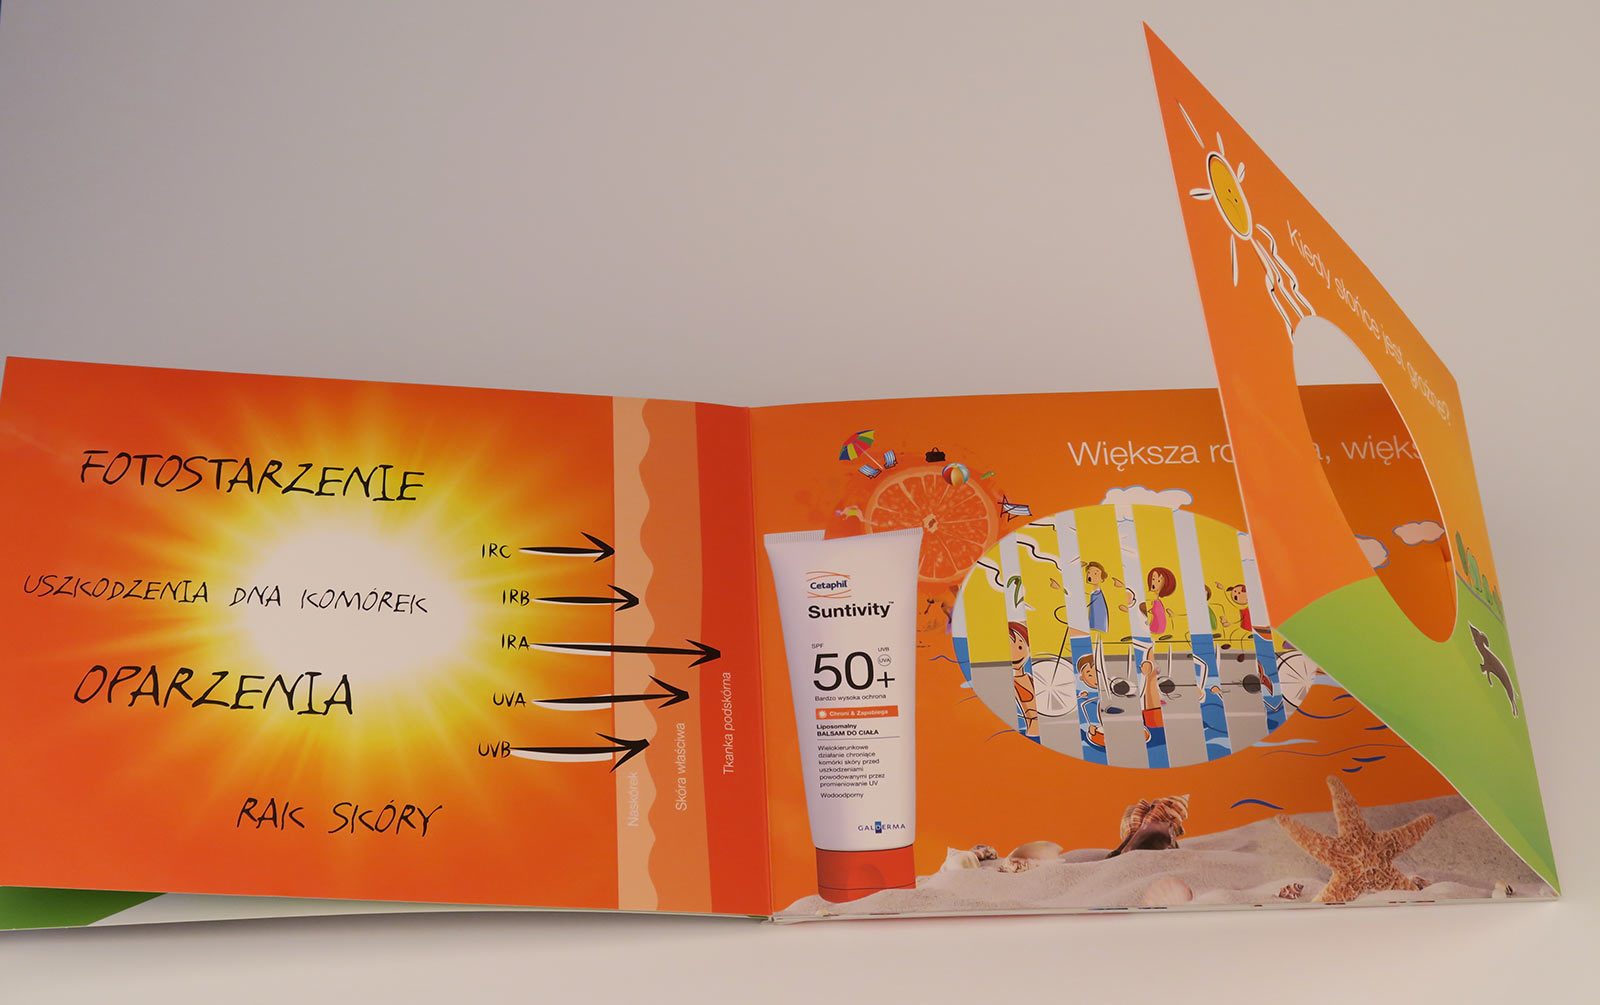 FOTOSTARZENIE
USZKODZENIA DNA KOMÓREK
OPARZENIA
RAK SKÓRY
IRC
IRB
IRA
UVA
UVB
Naskórek
Skóra właściwa
Tkanka podskórna
Większa
więks
Cetaphil
Suntivity™
SPF
50+
UVB
UVA
Bardzo wysoka ochrona
Chroni & Zapobiega
Liposomalny
BALSAM DO CIAŁA
Wielokierunkowe
działanie chroniące
komórki skóry przed
uszkodzeniami
powodowanymi przez
promieniowanie UV
Wodoodporny
GALDERMA
Kiedy słońce jest groźne?